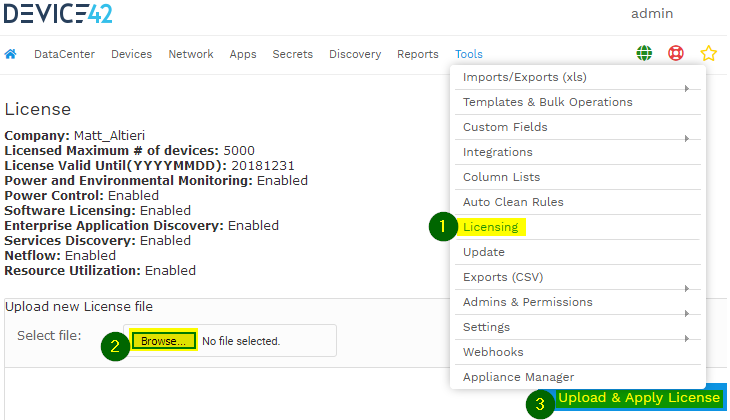 DEVICE42
admin
DataCenter Devices Network Apps Secrets Discovery Reports Tools
License
Company: Matt_Altieri
Licensed Maximum # of devices: 5000
License Valid Until(YYYYMMDD): 20181231
Power and Environmental Monitoring: Enabled
Power Control: Enabled
Software Licensing: Enabled
Enterprise Application Discovery: Enabled
Services Discovery: Enabled
Netflow: Enabled
Resource Utilization: Enabled
Imports/Exports (xls)
Templates & Bulk Operations
Custom Fields
Integrations
Column Lists
Auto Clean Rules
1 Licensing
Update
Exports (CSV)
Admins & Permissions
Settings
Webhooks
Appliance Manager
Upload new License file
Select file: 2 Browse... No file selected.
3 Upload & Apply License